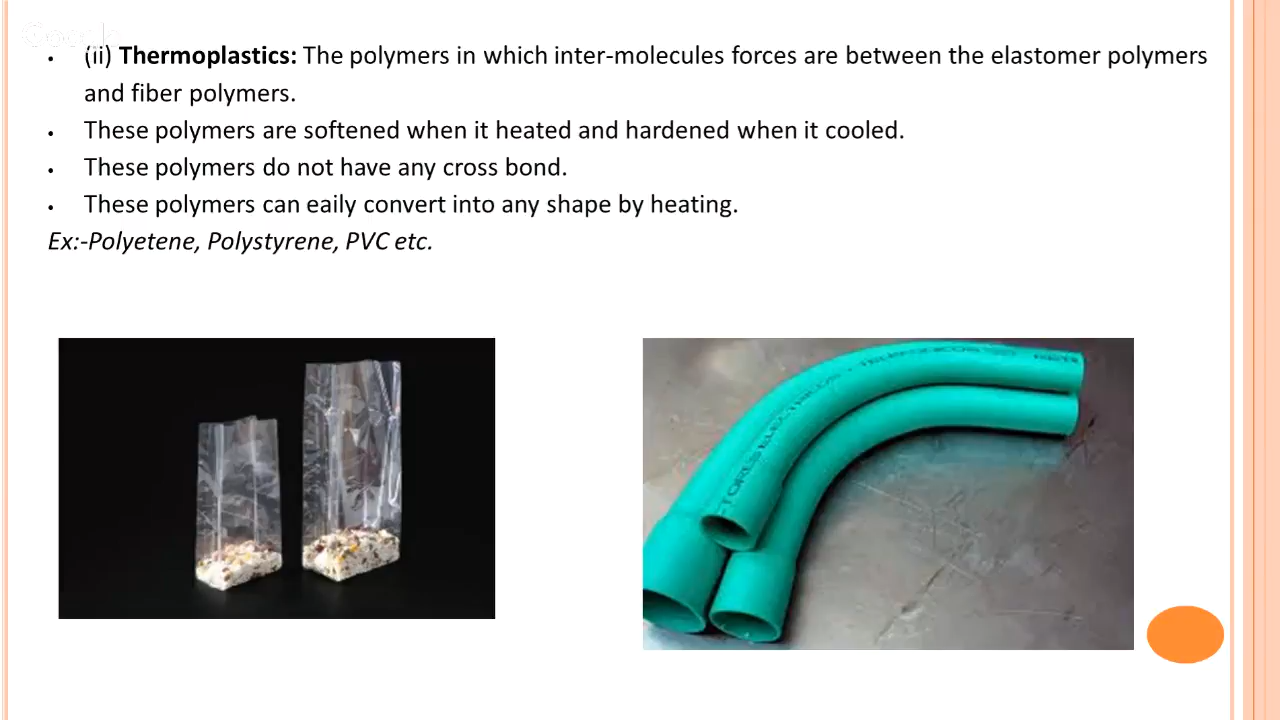 Google
• (ii) Thermoplastics: The polymers in which inter-molecules forces are between the elastomer polymers
and fiber polymers.
• These polymers are softened when it heated and hardened when it cooled.
• These polymers do not have any cross bond.
• These polymers can eaily convert into any shape by heating.
Ex:-Polyetene, Polystyrene, PVC etc.